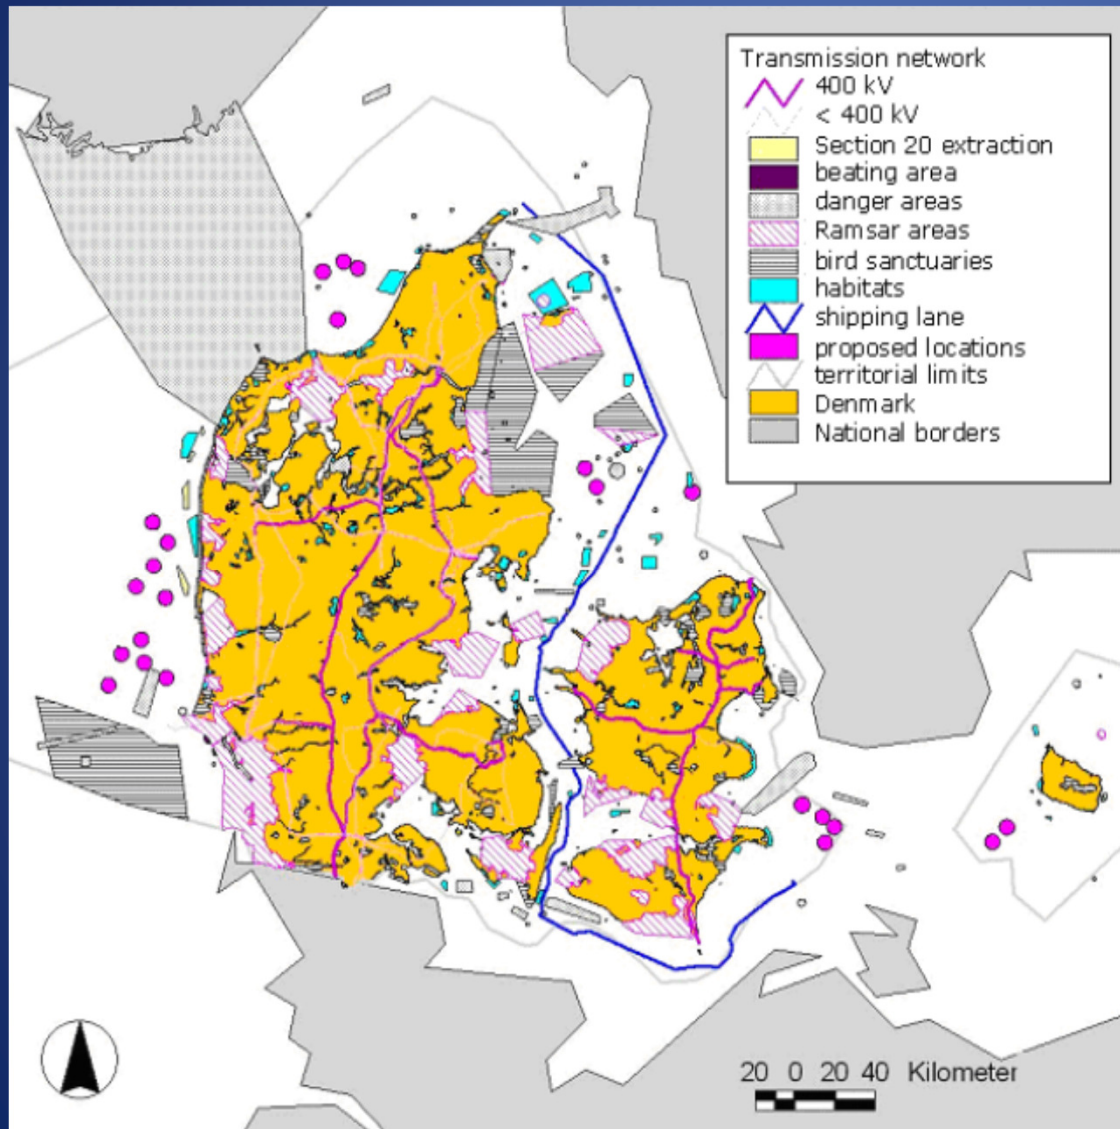 Transmission network
400 kV
< 400 kV
Section 20 extraction
beating area
danger areas
Ramsar areas
bird sanctuaries
habitats
shipping lane
proposed locations
territorial limits
Denmark
National borders
20 0 20 40 Kilometer